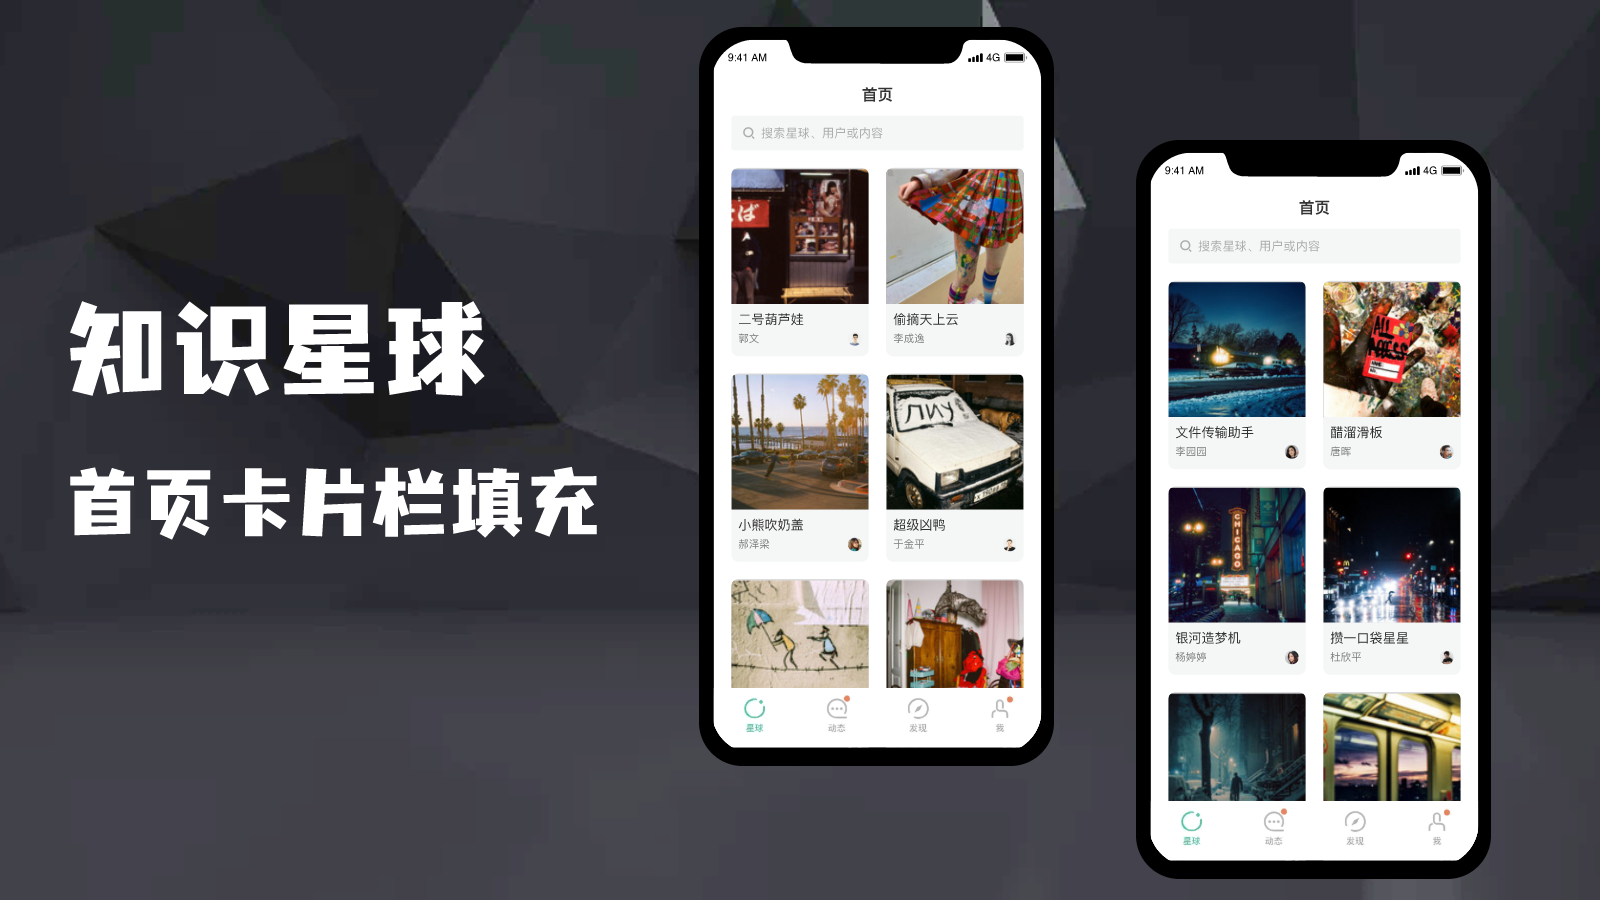 知识星球
首页卡片栏填充
9:41 AM
4G
首页
搜索星球、用户或内容
そば
二号葫芦娃
郭文
偷摘天上云
李成逸
ПИУ
小熊吹奶盖
郝泽梁
超级凶鸭
于金平
星球
动态
发现
我
9:41 AM
4G
首页
搜索星球、用户或内容
ALL
ACCESS
文件传输助手
李园园
醋溜滑板
唐晖
CHICAGO
银河造梦机
杨婷婷
攒一口袋星星
杜欣平
星球
动态
发现
我